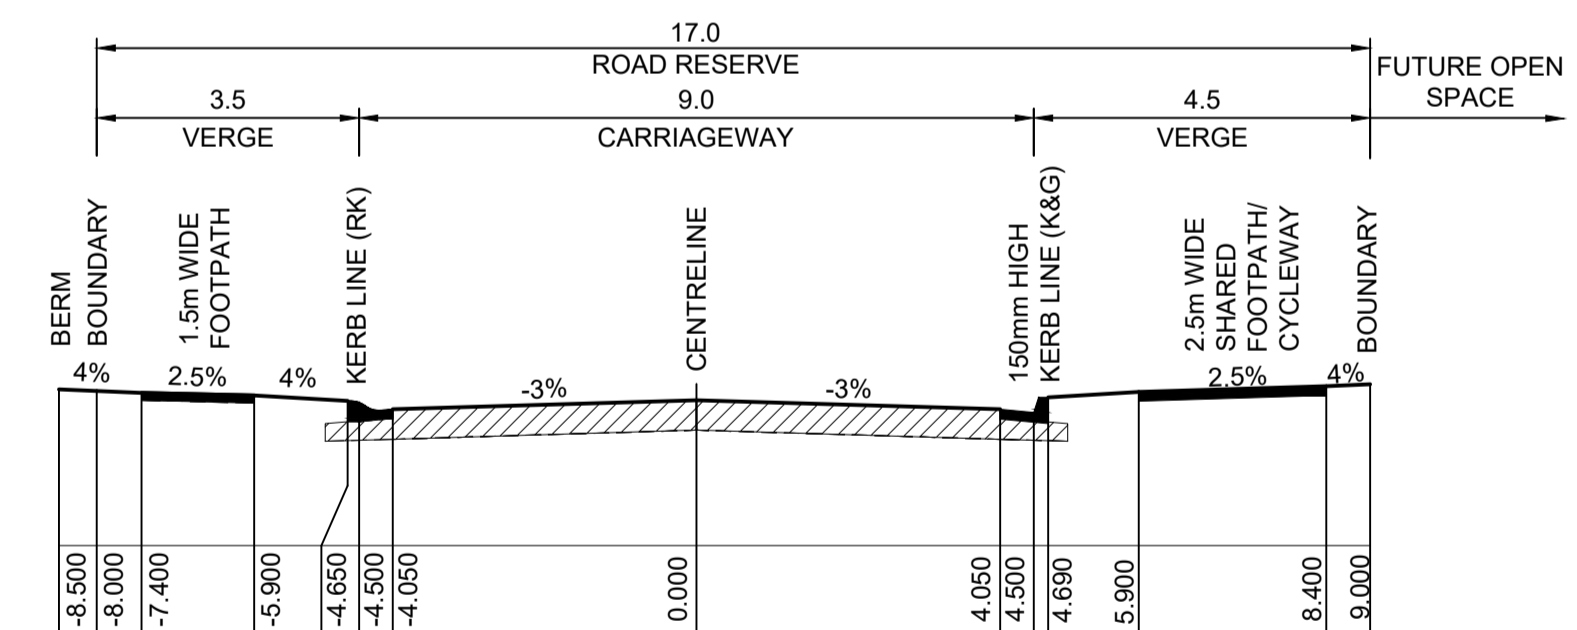 17.0
ROAD RESERVE
FUTURE OPEN
SPACE
3.5
VERGE
9.0
CARRIAGEWAY
4.5
VERGE
BERM
BOUNDARY
1.5m WIDE
FOOTPATH
KERB LINE (RK)
CENTRELINE
150mm HIGH
KERB LINE (K&G)
2.5m WIDE
SHARED
FOOTPATH/
CYCLEWAY
BOUNDARY
4%
2.5%
4%
-3%
-3%
2.5%
4%
-8.500
-8.000
-7.400
-5.900
-4.650
-4.500
-4.050
0.000
4.050
4.500
4.690
5.900
8.400
9.000